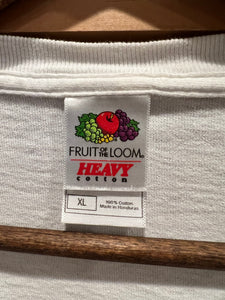 FRUIT OF THE LOOM®
HEAVY
cotton
XL
100% Cotton
Made in Honduras